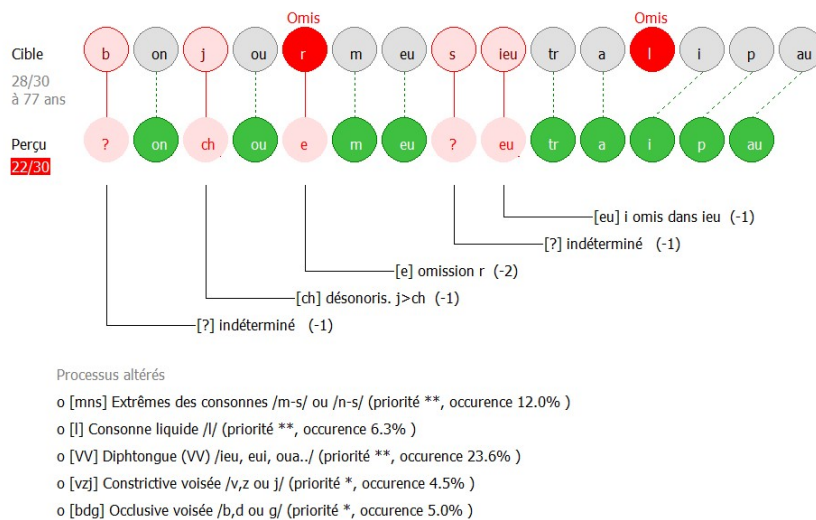 Omis Omis
Cible b on j ou r m eu s ieu tr a l i p au
28/30
à 77 ans
Perçu ? on ch ou e m eu ? eu tr a i p au
22/30
[eu] i omis dans ieu (-1)
[?] indéterminé (-1)
[e] omission r (-2)
[ch] désonoris. j>ch (-1)
[?] indéterminé (-1)
Processus altérés
o [mns] Extrêmes des consonnes /m-s/ ou /n-s/ (priorité **, occurence 12.0% )
o [l] Consonne liquide /l/ (priorité **, occurence 6.3% )
o [VV] Diphtongue (VV) /ieu, eui, oua../ (priorité **, occurence 23.6% )
o [vzj] Constrictive voisée /v,z ou j/ (priorité *, occurence 4.5% )
o [bdg] Occlusive voisée /b,d ou g/ (priorité *, occurence 5.0% )